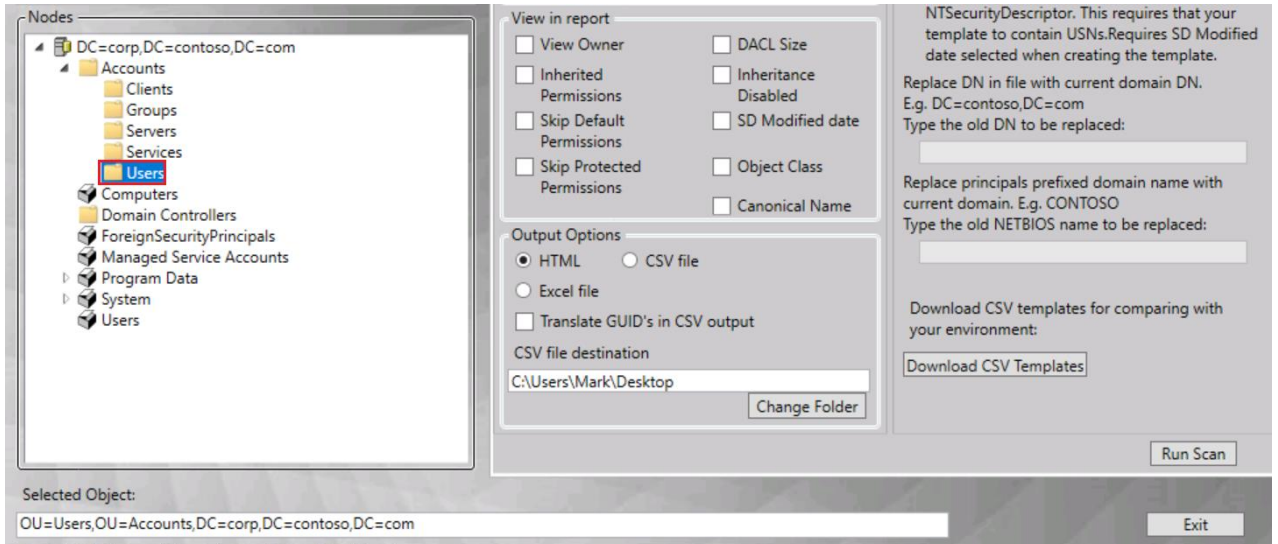 Nodes
DC=corp,DC=contoso,DC=com
Accounts
Clients
Groups
Servers
Services
Users
Computers
Domain Controllers
ForeignSecurityPrincipals
Managed Service Accounts
Program Data
System
Users
View in report
View Owner
DACL Size
Inherited
Permissions
Inheritance
Disabled
Skip Default
Permissions
SD Modified date
Skip Protected
Permissions
Object Class
Canonical Name
Output Options
HTML
CSV file
Excel file
Translate GUID's in CSV output
CSV file destination
C:\Users\Mark\Desktop
Change Folder
NTSecurityDescriptor. This requires that your
template to contain USNs.Requires SD Modified
date selected when creating the template.
Replace DN in file with current domain DN.
E.g. DC=contoso,DC=com
Type the old DN to be replaced:
Replace principals prefixed domain name with
current domain. E.g. CONTOSO
Type the old NETBIOS name to be replaced:
Download CSV templates for comparing with
your environment:
Download CSV Templates
Run Scan
Selected Object:
OU=Users,OU=Accounts,DC=corp,DC=contoso,DC=com
Exit